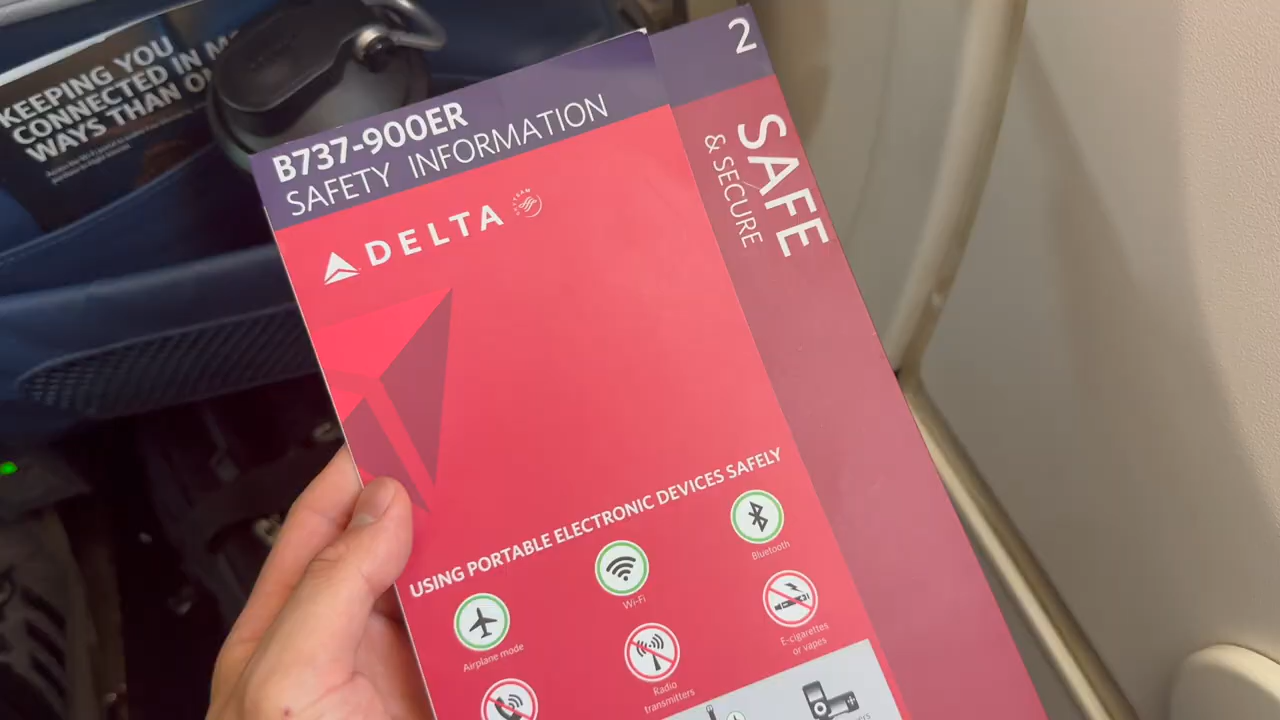 KEEPING YOU
CONNECTED IN
WAYS THAN
B737-900ER
SAFETY INFORMATION
DELTA
2
SAFE
& SECURE
USING PORTABLE ELECTRONIC DEVICES SAFELY
Airplane mode
Wi-Fi
Bluetooth
Radio
transmitters
E-cigarettes
or vapes